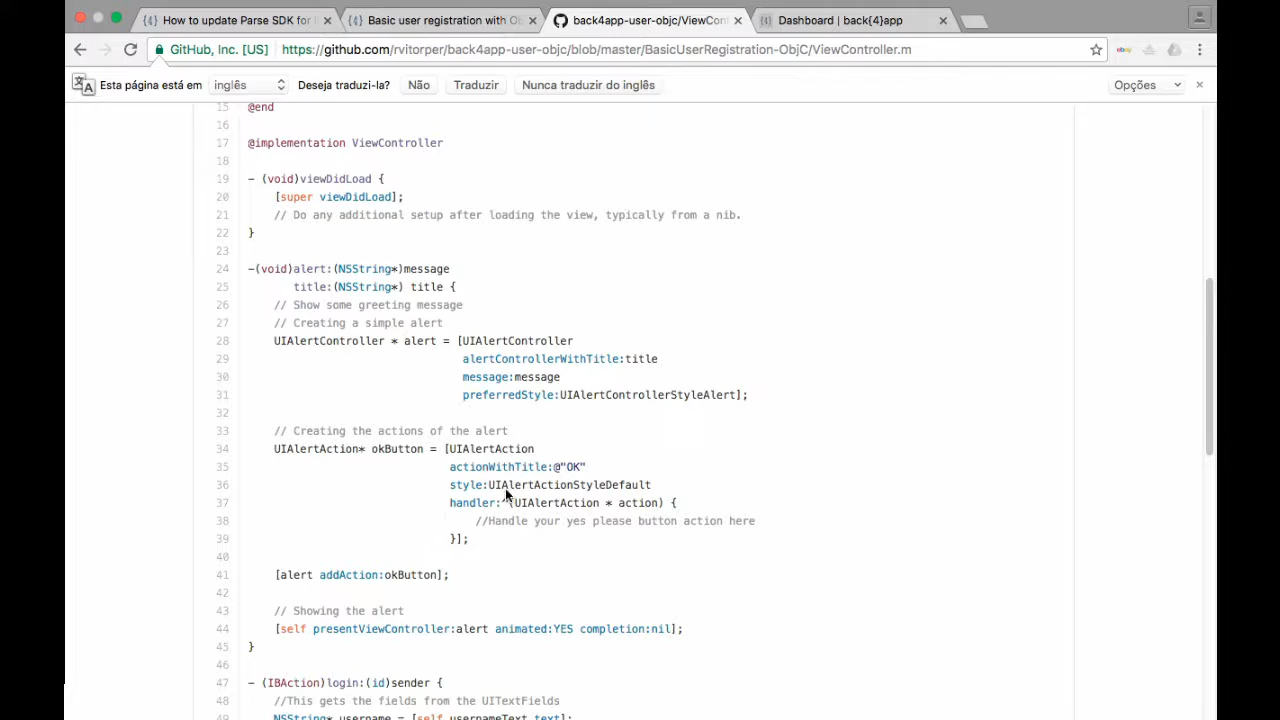 How to update Parse SDK for
Basic user registration with Ob
back4app-user-objc/ViewCont
Dashboard | back{4}app
GitHub, Inc. [US]
https://github.com/rvitorper/back4app-user-objc/blob/master/BasicUserRegistration-ObjC/ViewController.m
ebay
Esta página está em
inglês
Deseja traduzi-la?
Não
Traduzir
Nunca traduzir do inglês
Opções
15 @end
16
17 @implementation ViewController
18
19 - (void)viewDidLoad {
20 [super viewDidLoad];
21 // Do any additional setup after loading the view, typically from a nib.
22 }
23
24 -(void)alert:(NSString*)message
25 title:(NSString*) title {
26 // Show some greeting message
27 // Creating a simple alert
28 UIAlertController * alert = [UIAlertController
29 alertControllerWithTitle:title
30 message:message
31 preferredStyle:UIAlertControllerStyleAlert];
32
33 // Creating the actions of the alert
34 UIAlertAction* okButton = [UIAlertAction
35 actionWithTitle:@"OK"
36 style:UIAlertActionStyleDefault
37 handler:^(UIAlertAction * action) {
38 //Handle your yes please button action here
39 }];
40
41 [alert addAction:okButton];
42
43 // Showing the alert
44 [self presentViewController:alert animated:YES completion:nil];
45 }
46
47 - (IBAction)login:(id)sender {
48 //This gets the fields from the UITextFields
49 NSString* username = [self.usernameText text];